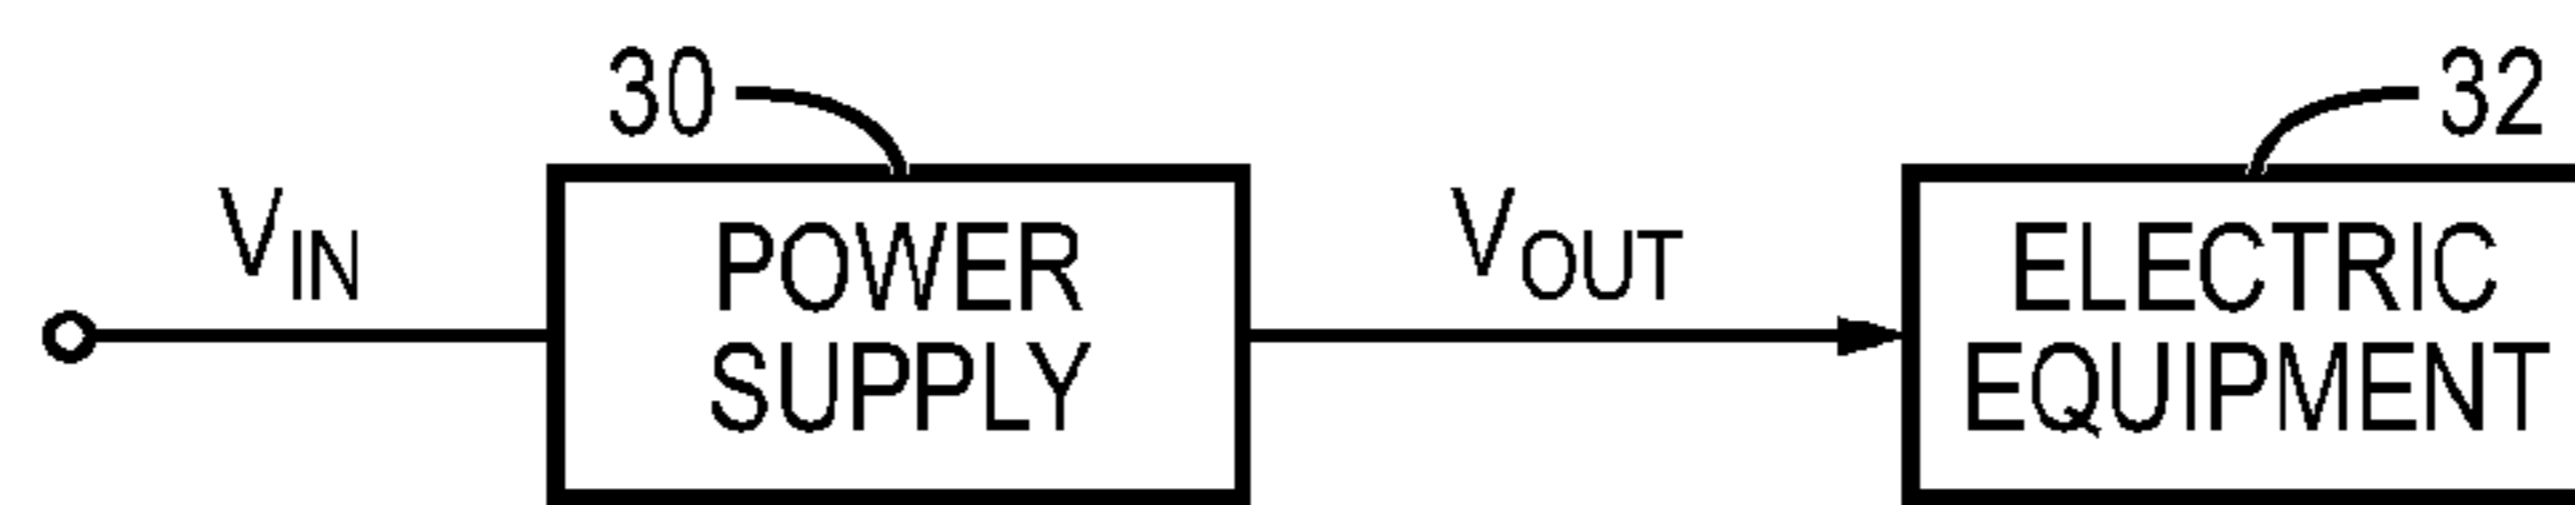 30
32
VIN
POWER
SUPPLY
VOUT
ELECTRIC
EQUIPMENT